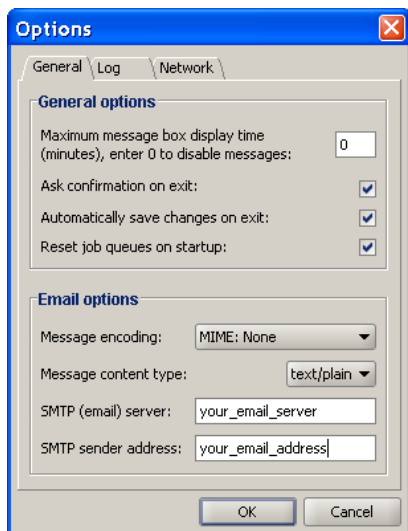 Options
General Log Network
General options
Maximum message box display time
(minutes), enter 0 to disable messages: 0
Ask confirmation on exit:
Automatically save changes on exit:
Reset job queues on startup:
Email options
Message encoding: MIME: None
Message content type: text/plain
SMTP (email) server: your_email_server
SMTP sender address: your_email_address
OK Cancel